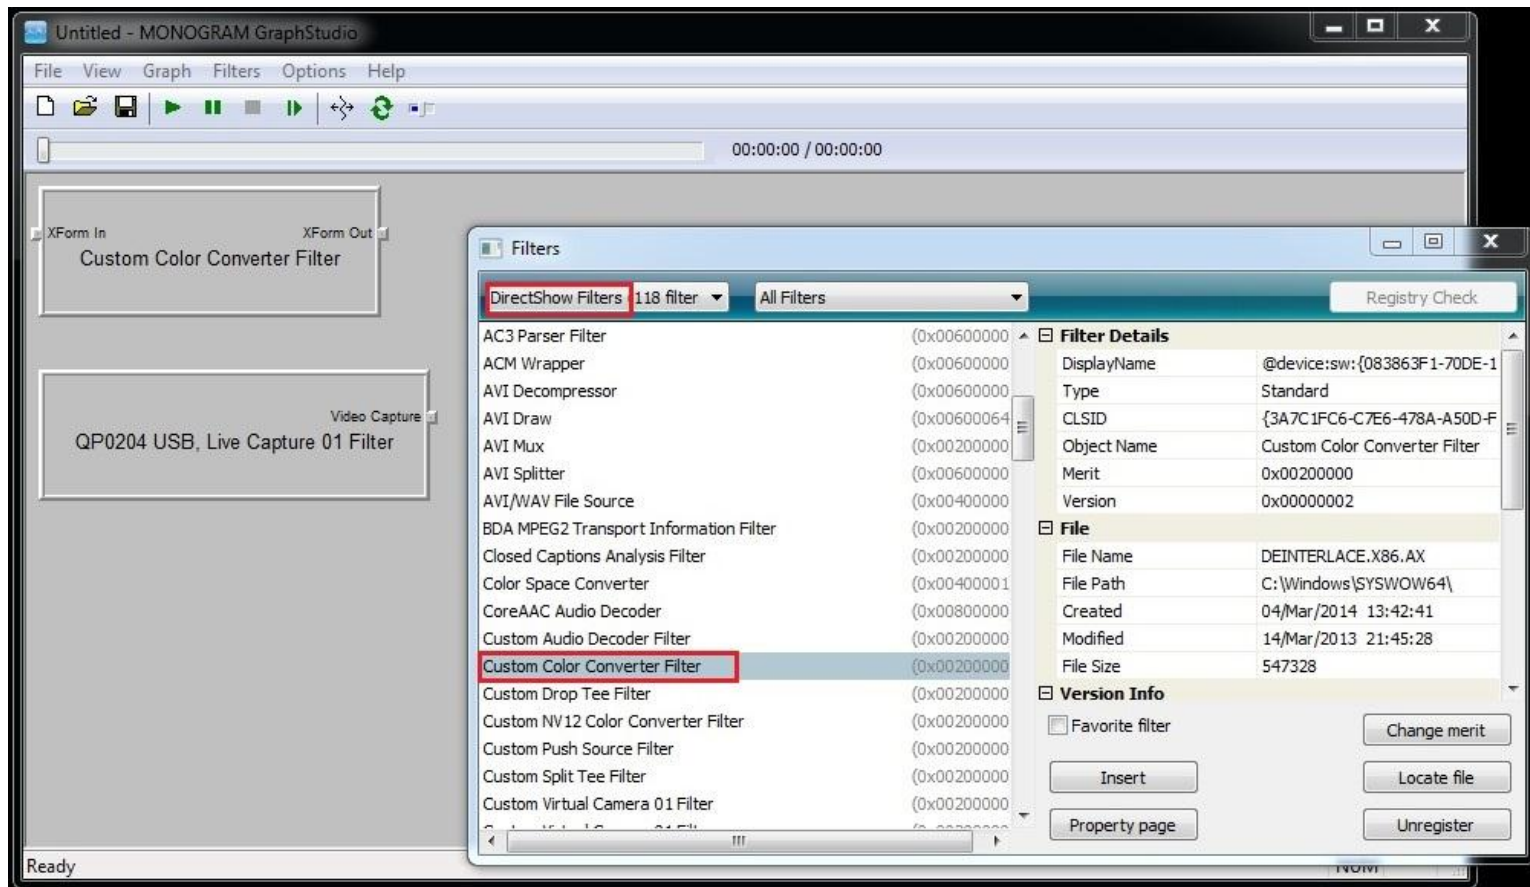 Untitled - MONOGRAM GraphStudio
File View Graph Filters Options Help
00:00:00 / 00:00:00
XForm In XForm Out
Custom Color Converter Filter
Video Capture
QP0204 USB, Live Capture 01 Filter
Filters
DirectShow Filters (118 filter All Filters Registry Check
AC3 Parser Filter (0x00600000
ACM Wrapper (0x00600000
AVI Decompressor (0x00600000
AVI Draw (0x00600064
AVI Mux (0x00200000
AVI Splitter (0x00600000
AVI/WAV File Source (0x00400000
BDA MPEG2 Transport Information Filter (0x00200000
Closed Captions Analysis Filter (0x00200000
Color Space Converter (0x00400001
CoreAAC Audio Decoder (0x00800000
Custom Audio Decoder Filter (0x00200000
Custom Color Converter Filter (0x00200000
Custom Drop Tee Filter (0x00200000
Custom NV12 Color Converter Filter (0x00200000
Custom Push Source Filter (0x00200000
Custom Split Tee Filter (0x00200000
Custom Virtual Camera 01 Filter (0x00200000
Filter Details
DisplayName @device:sw:{083863F1-70DE-1
Type Standard
CLSID {3A7C1FC6-C7E6-478A-A50D-F
Object Name Custom Color Converter Filter
Merit 0x00200000
Version 0x00000002
File
File Name DEINTERLACE.X86.AX
File Path C:\Windows\SYSWOW64\
Created 04/Mar/2014 13:42:41
Modified 14/Mar/2013 21:45:28
File Size 547328
Version Info
Favorite filter Change merit
Insert Locate file
Property page Unregister
Ready NUM